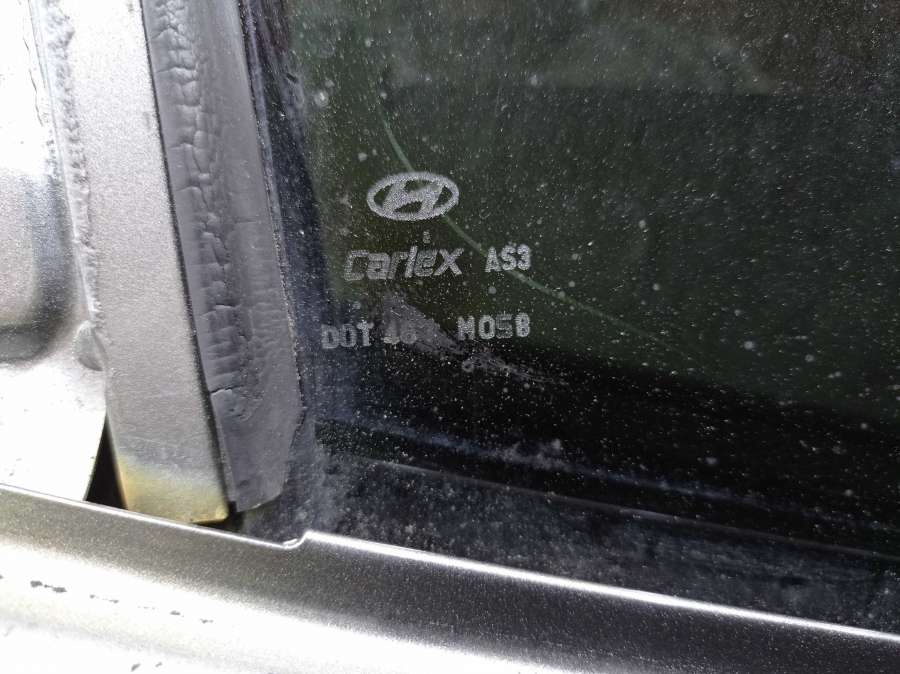 Carlex AS3
DOT M058